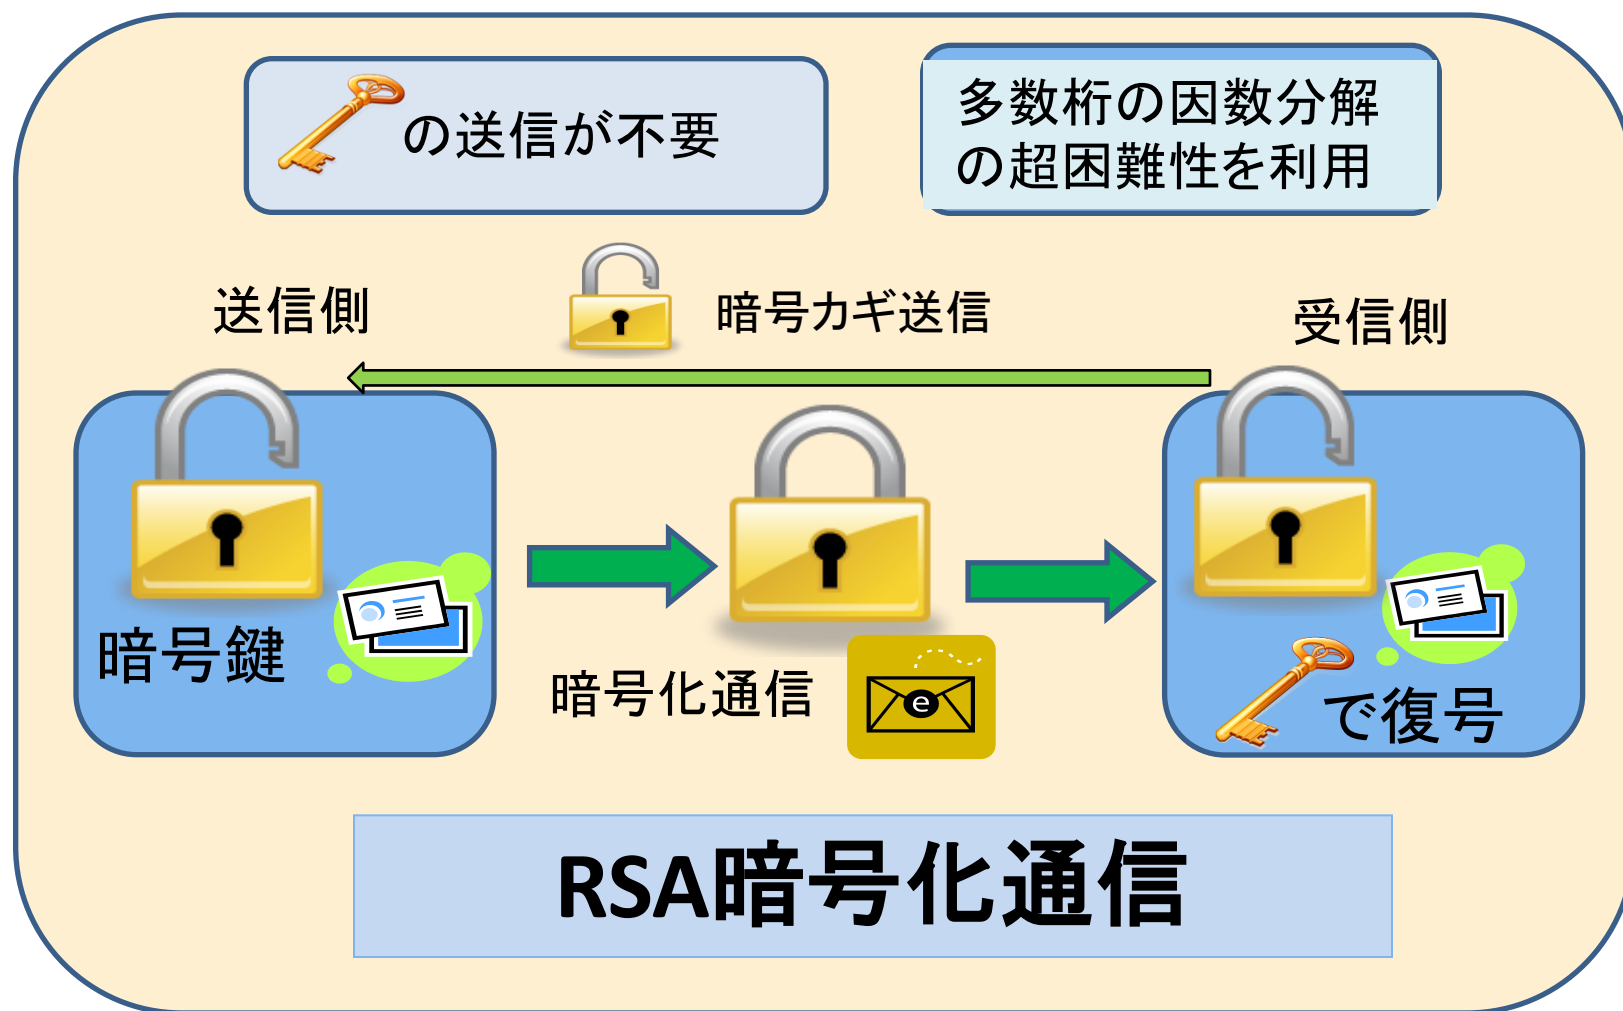 の送信が不要
多数桁の因数分解
の超困難性を利用
送信側
暗号カギ送信
受信側
暗号鍵
暗号化通信
e
で復号
RSA暗号化通信